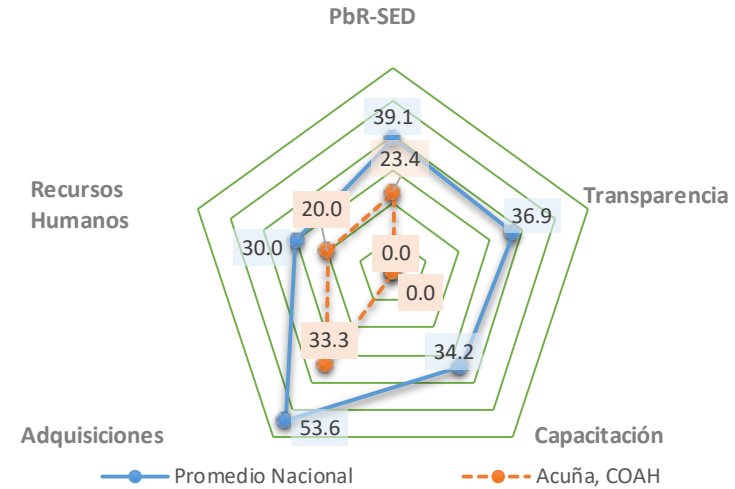 PbR-SED
39.1
23.4
Recursos
Humanos
Transparencia
20.0
36.9
30.0
0.0
0.0
33.3
34.2
53.6
Adquisiciones
Capacitación
Promedio Nacional
Acuña, COAH